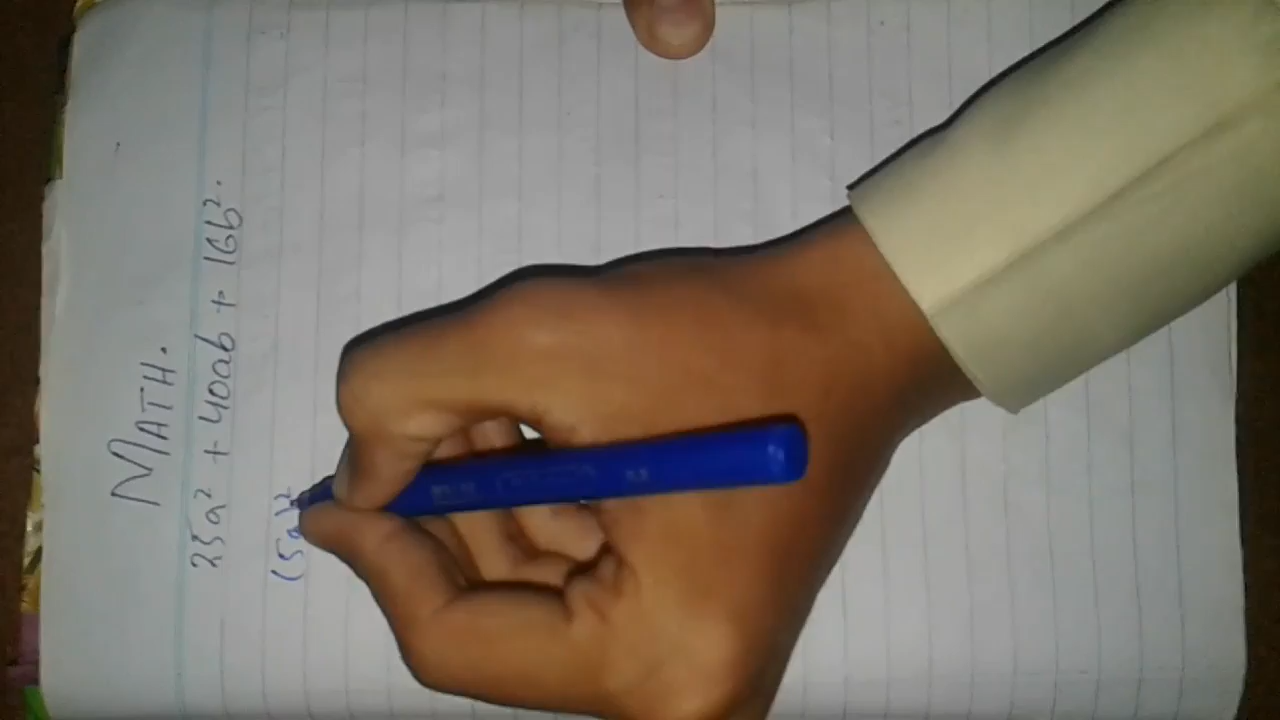 MATH.
25a² + 40ab + 16b².
(5a)²